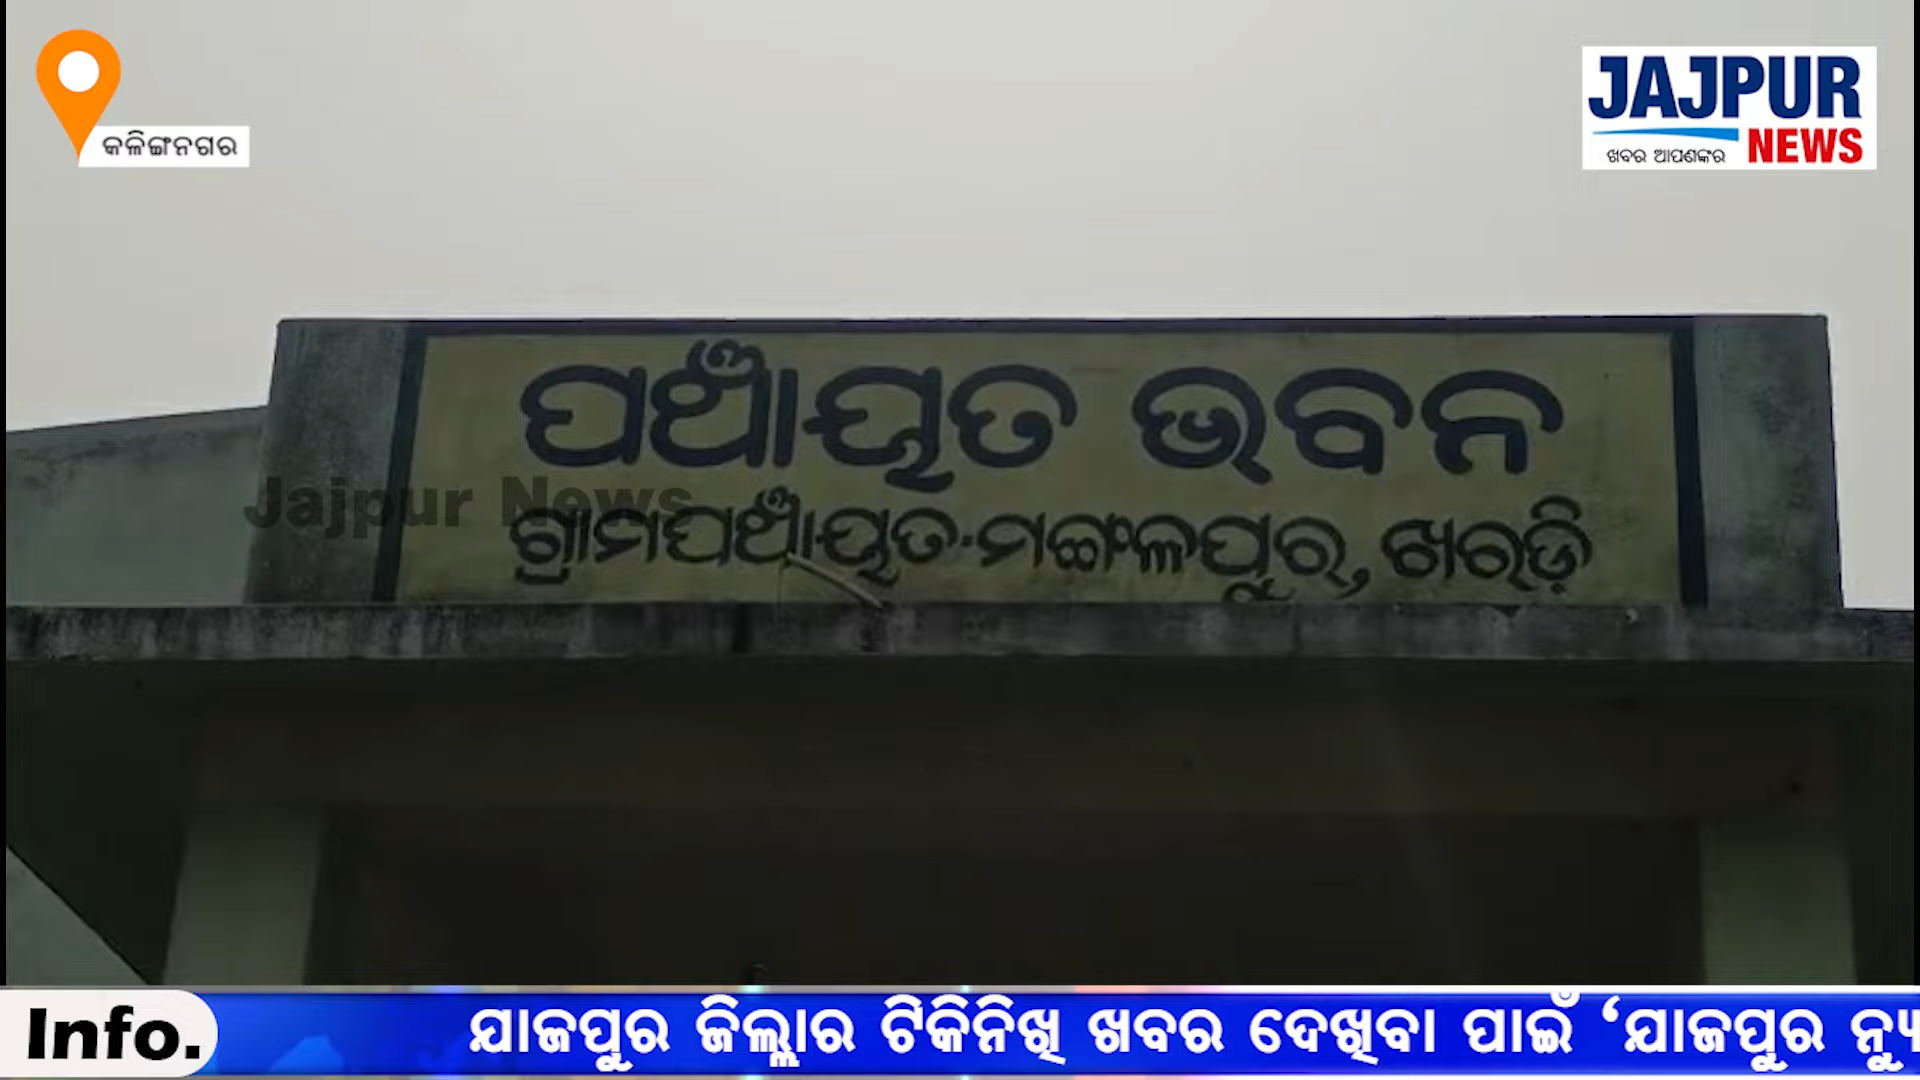 କଳିଙ୍ଗନଗର
JAJPUR
NEWS
ଖବର ଆପଣଙ୍କର
ପଞ୍ଚାୟତ ଭବନ
Jajpur News
ଗ୍ରାମପଞ୍ଚାୟତ-ମଙ୍ଗଳପୁର, ଖରଡ଼ି
Info.
ଯାଜପୁର ଜିଲ୍ଲାର ଟିକିନିଖି ଖବର ଦେଖିବା ପାଇଁ ‘ଯାଜପୁର ନ୍ୟୁ